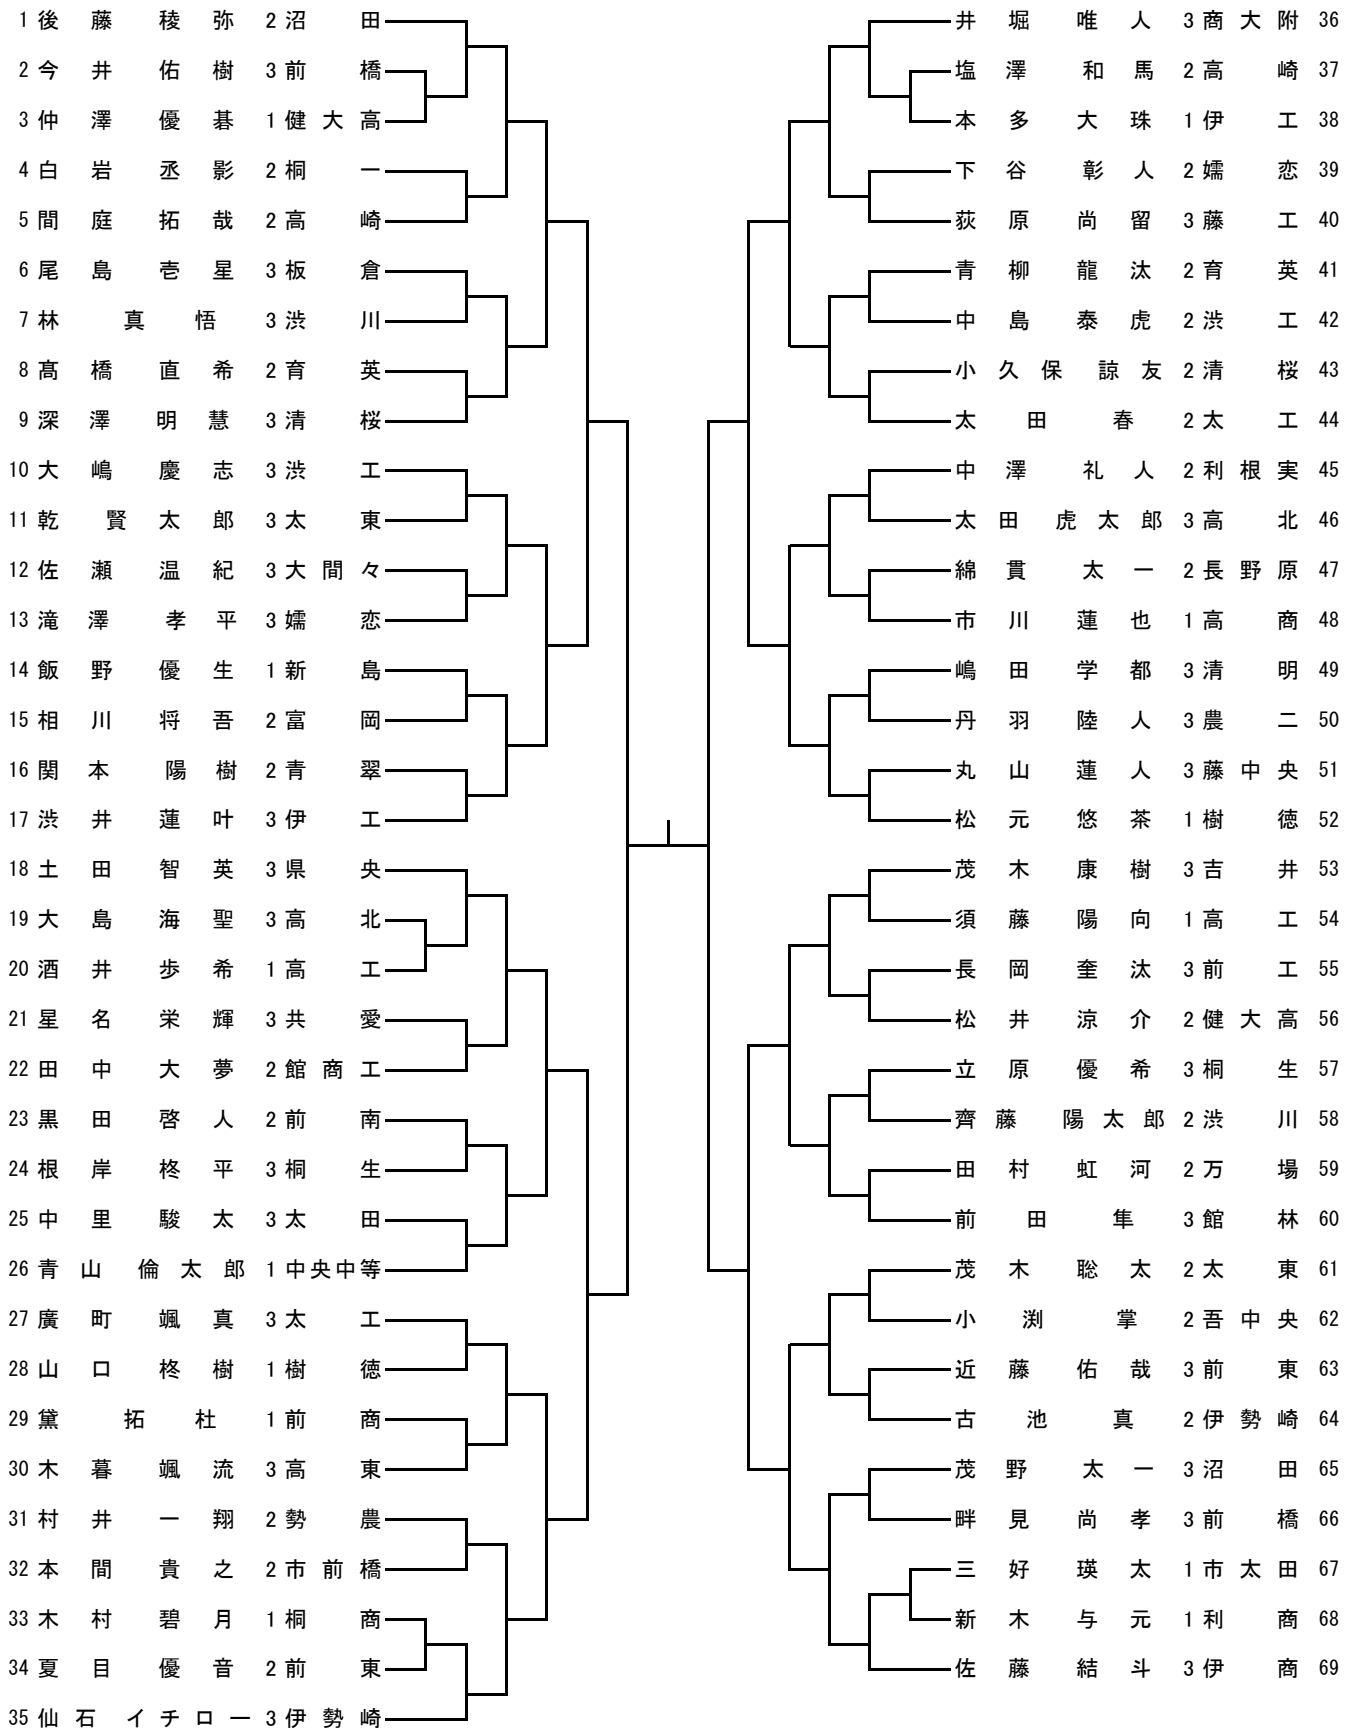 1 後藤 稜弥 2 沼田
2 今井 佑樹 3 前橋
3 仲澤 優碁 1 健大高
4 白岩 丞影 2 桐一
5 間庭 拓哉 2 高崎
6 尾島 壱星 3 板倉
7 林 真悟 3 渋川
8 髙橋 直希 2 育英
9 深澤 明慧 3 清桜
10 大嶋 慶志 3 渋工
11 乾 賢太郎 3 太東
12 佐瀬 温紀 3 大間々
13 滝澤 孝平 3 嬬恋
14 飯野 優生 1 新島
15 相川 将吾 2 富岡
16 関本 陽樹 2 青翠
17 渋井 蓮叶 3 伊工
18 土田 智英 3 県央
19 大島 海聖 3 高北
20 酒井 歩希 1 高工
21 星名 栄輝 3 共愛
22 田中 大夢 2 館商工
23 黒田 啓人 2 前南
24 根岸 柊平 3 桐生
25 中里 駿太 3 太田
26 青山 倫太郎 1 中央中等
27 廣町 颯真 3 太工
28 山口 柊樹 1 樹徳
29 黛 拓杜 1 前商
30 木暮 颯流 3 高東
31 村井 一翔 2 勢農
32 本間 貴之 2 市前橋
33 木村 碧月 1 桐商
34 夏目 優音 2 前東
35 仙石 イチロー 3 伊勢崎
井堀 唯人 3 商大附 36
塩澤 和馬 2 高崎 37
本多 大珠 1 伊工 38
下谷 彰人 2 嬬恋 39
荻原 尚留 3 藤工 40
青柳 龍汰 2 育英 41
中島 泰虎 2 渋工 42
小久保 諒友 2 清桜 43
太田 春 2 太工 44
中澤 礼人 2 利根実 45
太田 虎太郎 3 高北 46
綿貫 太一 2 長野原 47
市川 蓮也 1 高商 48
嶋田 学都 3 清明 49
丹羽 陸人 3 農二 50
丸山 蓮人 3 藤中央 51
松元 悠茶 1 樹徳 52
茂木 康樹 3 吉井 53
須藤 陽向 1 高工 54
長岡 奎汰 3 前工 55
松井 涼介 2 健大高 56
立原 優希 3 桐生 57
齊藤 陽太郎 2 渋川 58
田村 虹河 2 万場 59
前田 隼 3 館林 60
茂木 聡太 2 太東 61
小渕 掌 2 吾中央 62
近藤 佑哉 3 前東 63
古池 真 2 伊勢崎 64
茂野 太一 3 沼田 65
畔見 尚孝 3 前橋 66
三好 瑛太 1 市太田 67
新木 与元 1 利商 68
佐藤 結斗 3 伊商 69